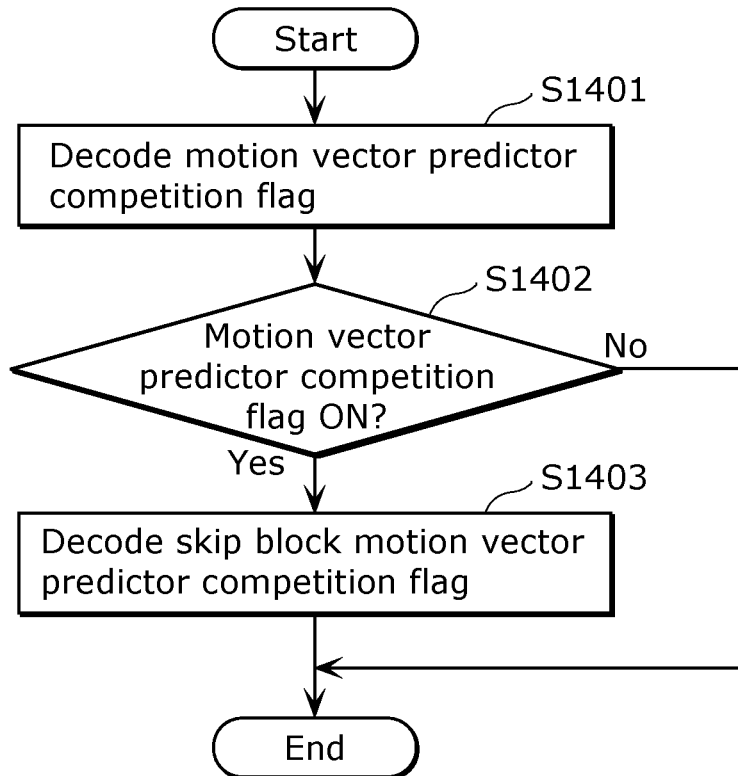 Start
S1401
Decode motion vector predictor
competition flag
S1402
Motion vector
predictor competition
flag ON?
No
Yes
S1403
Decode skip block motion vector
predictor competition flag
End